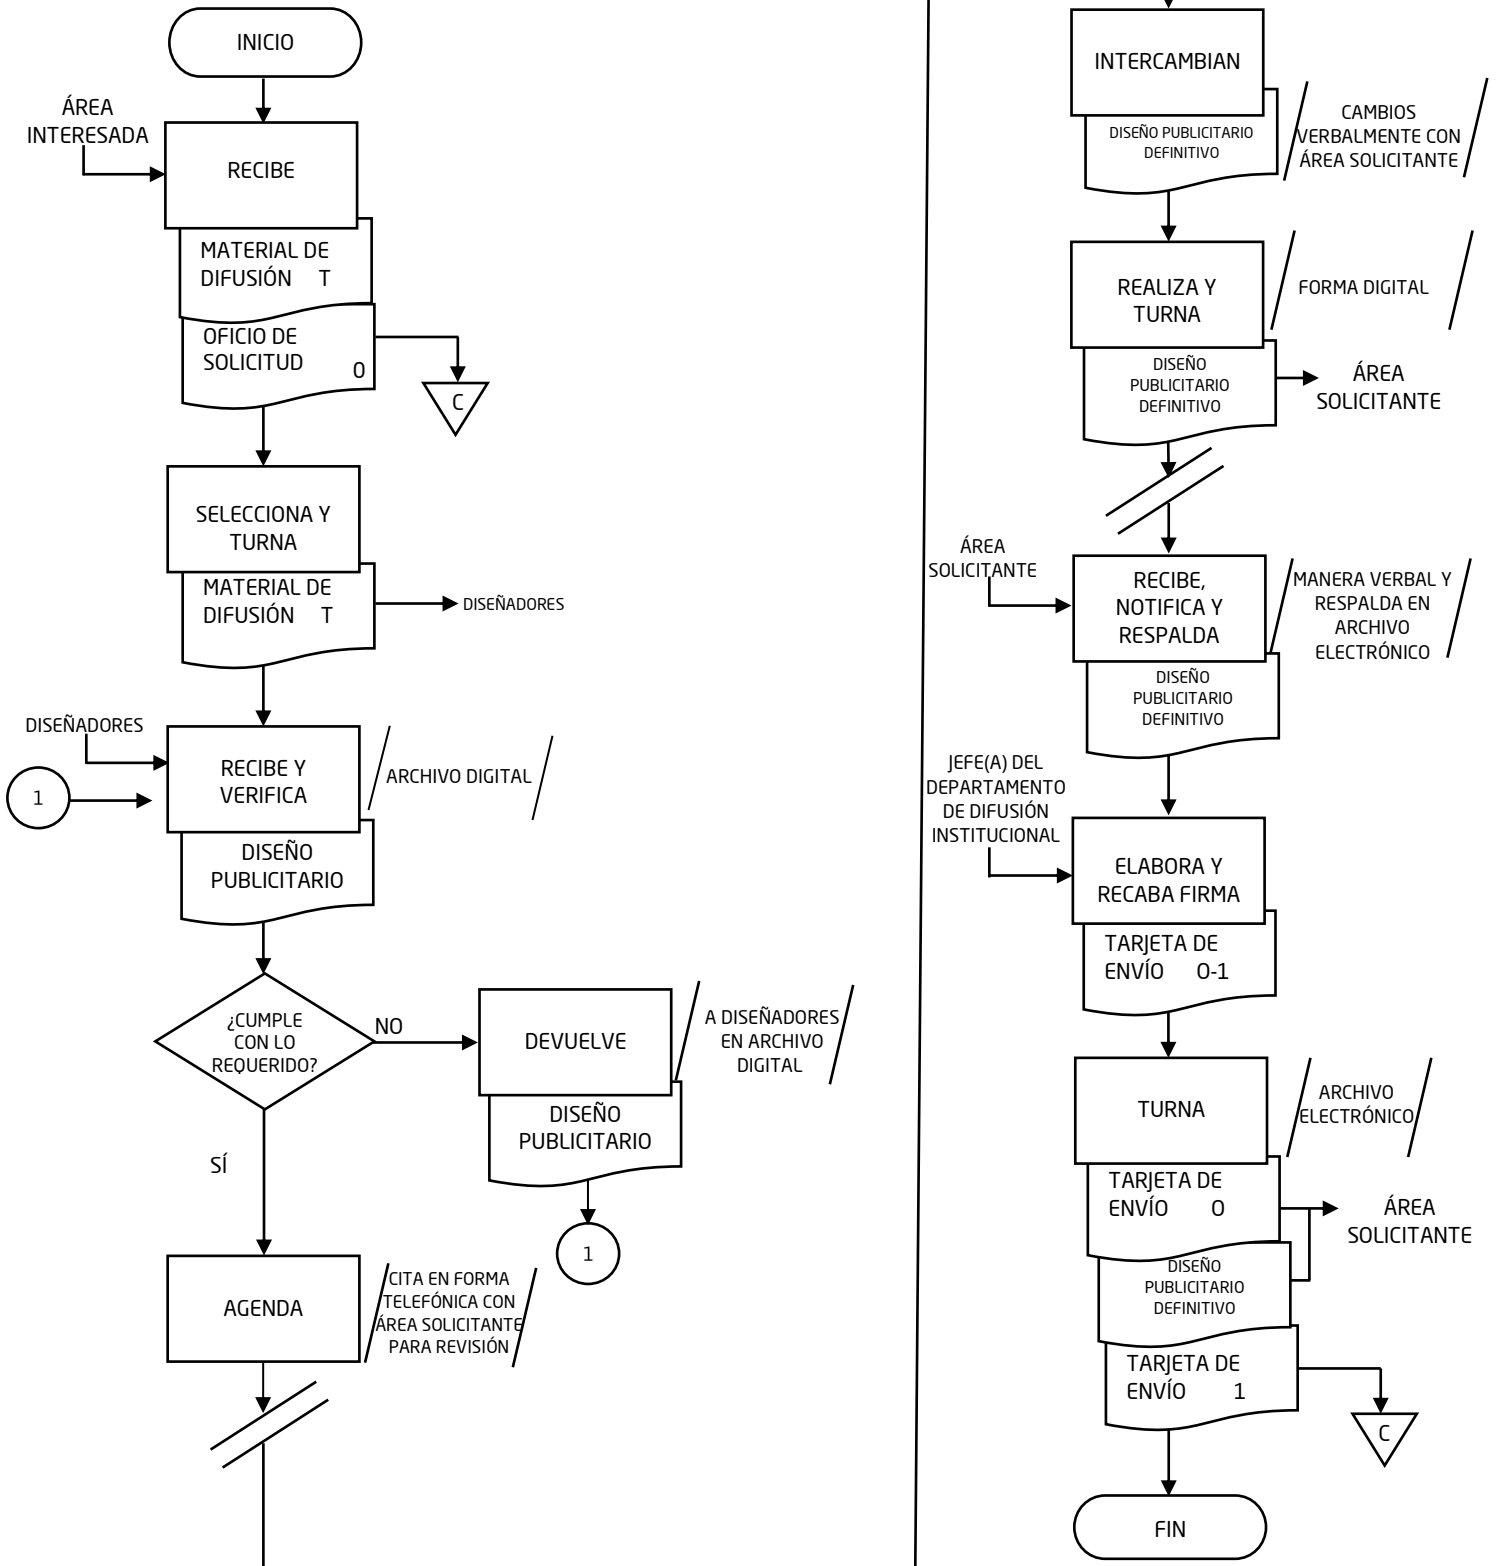 INICIO
ÁREA
INTERESADA
RECIBE
MATERIAL DE
DIFUSIÓN T
OFICIO DE
SOLICITUD
O
C
SELECCIONA Y
TURNA
MATERIAL DE
DIFUSIÓN T
DISEÑADORES
DISEÑADORES
1
RECIBE Y
VERIFICA
ARCHIVO DIGITAL
DISEÑO
PUBLICITARIO
¿CUMPLE
CON LO
REQUERIDO?
NO
DEVUELVE
A DISEÑADORES
EN ARCHIVO
DIGITAL
DISEÑO
PUBLICITARIO
1
SÍ
AGENDA
CITA EN FORMA
TELEFÓNICA CON
ÁREA SOLICITANTE
PARA REVISIÓN
INTERCAMBIAN
DISEÑO PUBLICITARIO
DEFINITIVO
CAMBIOS
VERBALMENTE CON
ÁREA SOLICITANTE
REALIZA Y
TURNA
FORMA DIGITAL
DISEÑO
PUBLICITARIO
DEFINITIVO
ÁREA
SOLICITANTE
ÁREA
SOLICITANTE
RECIBE,
NOTIFICA Y
RESPALDA
MANERA VERBAL Y
RESPALDA EN
ARCHIVO
ELECTRÓNICO
DISEÑO
PUBLICITARIO
DEFINITIVO
JEFE(A) DEL
DEPARTAMENTO
DE DIFUSIÓN
INSTITUCIONAL
ELABORA Y
RECABA FIRMA
TARJETA DE
ENVÍO O-1
TURNA
ARCHIVO
ELECTRÓNICO
TARJETA DE
ENVÍO O
ÁREA
SOLICITANTE
DISEÑO
PUBLICITARIO
DEFINITIVO
TARJETA DE
ENVÍO 1
C
FIN